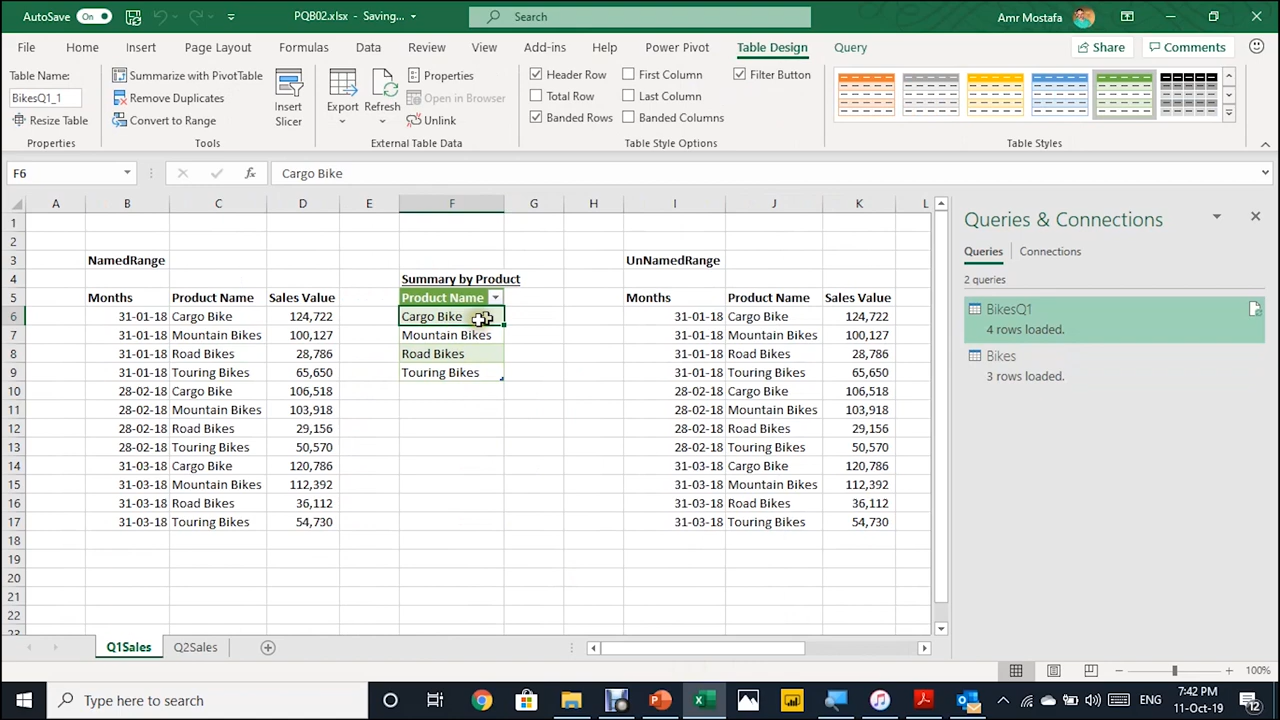 AutoSave On PQB02.xlsx - Saving... Search Amr Mostafa
File Home Insert Page Layout Formulas Data Review View Add-ins Help Power Pivot Table Design Query Share Comments
Table Name:
BikesQ1_1
Resize Table
Properties
Summarize with PivotTable
Remove Duplicates
Convert to Range
Tools
Insert
Slicer
Export Refresh
Properties
Open in Browser
Unlink
External Table Data
Header Row First Column Filter Button
Total Row Last Column
Banded Rows Banded Columns
Table Style Options
Table Styles
F6 fx Cargo Bike
A B C D E F G H I J K L
1
2
3 NamedRange UnNamedRange
4 Summary by Product
5 Months Product Name Sales Value Product Name Months Product Name Sales Value
6 31-01-18 Cargo Bike 124,722 Cargo Bike 31-01-18 Cargo Bike 124,722
7 31-01-18 Mountain Bikes 100,127 Mountain Bikes 31-01-18 Mountain Bikes 100,127
8 31-01-18 Road Bikes 28,786 Road Bikes 31-01-18 Road Bikes 28,786
9 31-01-18 Touring Bikes 65,650 Touring Bikes 31-01-18 Touring Bikes 65,650
10 28-02-18 Cargo Bike 106,518 28-02-18 Cargo Bike 106,518
11 28-02-18 Mountain Bikes 103,918 28-02-18 Mountain Bikes 103,918
12 28-02-18 Road Bikes 29,156 28-02-18 Road Bikes 29,156
13 28-02-18 Touring Bikes 50,570 28-02-18 Touring Bikes 50,570
14 31-03-18 Cargo Bike 120,786 31-03-18 Cargo Bike 120,786
15 31-03-18 Mountain Bikes 112,392 31-03-18 Mountain Bikes 112,392
16 31-03-18 Road Bikes 36,112 31-03-18 Road Bikes 36,112
17 31-03-18 Touring Bikes 54,730 31-03-18 Touring Bikes 54,730
18
19
20
21
22
23
Queries & Connections
Queries Connections
2 queries
BikesQ1
4 rows loaded.
Bikes
3 rows loaded.
Q1Sales Q2Sales
100%
Type here to search
ENG
7:42 PM
11-Oct-19
12